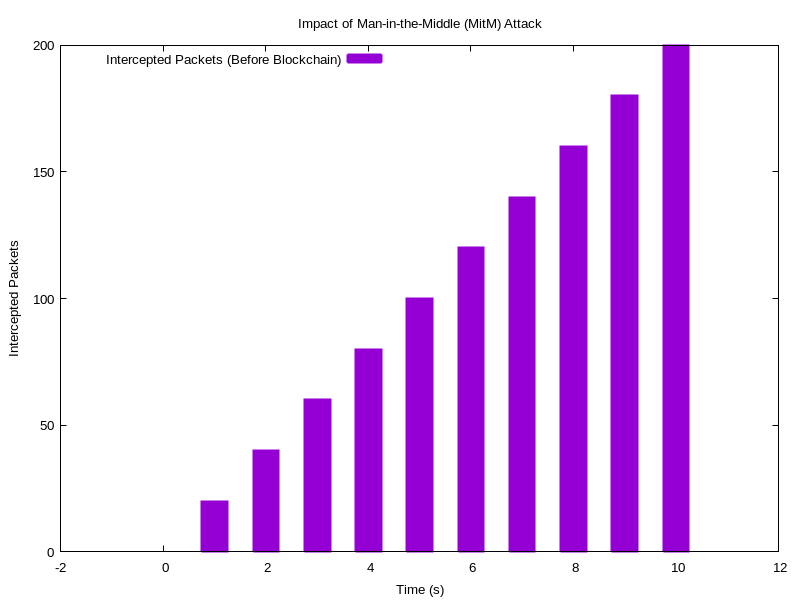 Impact of Man-in-the-Middle (MitM) Attack
Intercepted Packets (Before Blockchain)
200
150
100
50
0
Intercepted Packets
-2 0 2 4 6 8 10 12
Time (s)